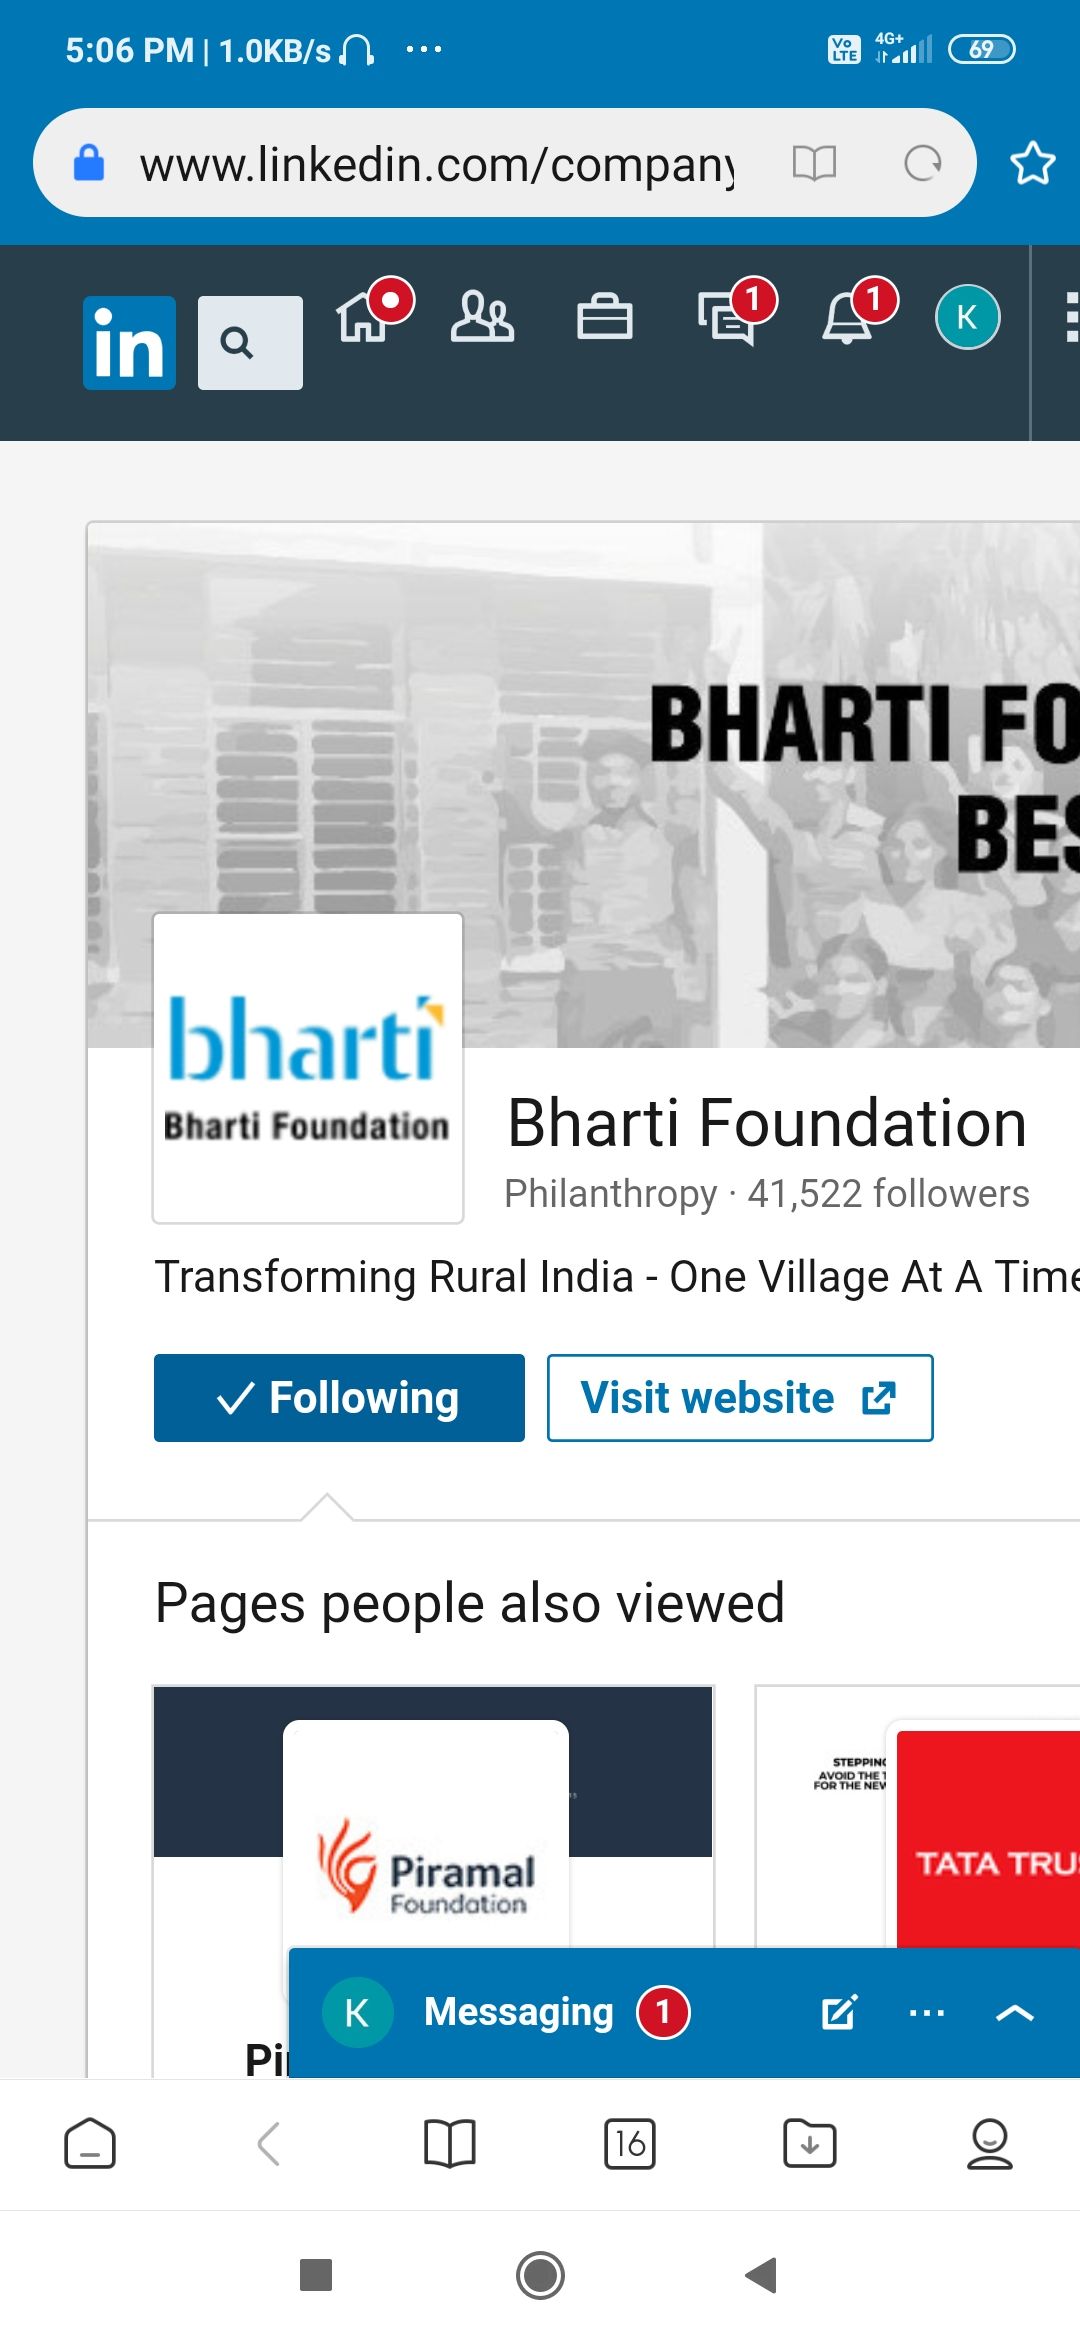 5:06 PM | 1.0KB/s
Vo LTE 4G+ 69
www.linkedin.com/company
in
1
1
K
BHARTI FO
BES
bharti
Bharti Foundation
Bharti Foundation
Philanthropy · 41,522 followers
Transforming Rural India - One Village At A Time
Following
Visit website
Pages people also viewed
Piramal
Foundation
STEPPING
AVOID THE T
FOR THE NEW
TATA TRUS
K Messaging 1
Pi
16